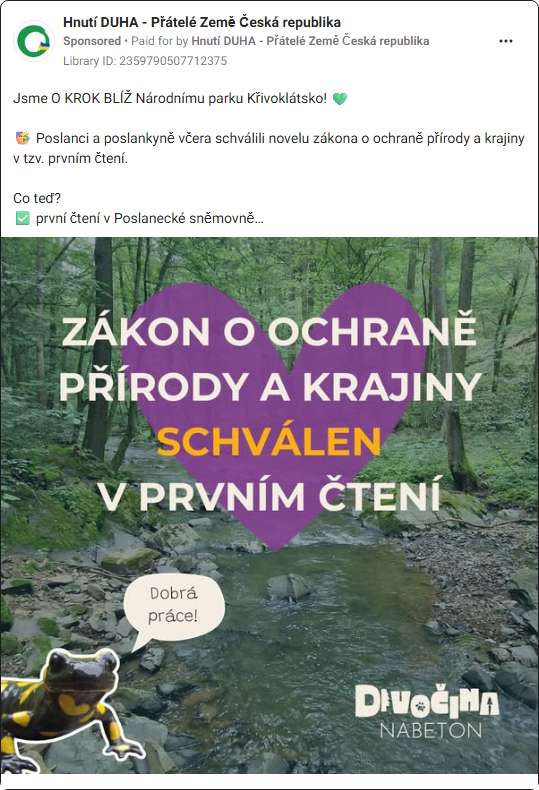 Hnutí DUHA - Přátelé Země Česká republika
Sponsored • Paid for by Hnutí DUHA - Přátelé Země Česká republika
Library ID: 2359790507712375
Jsme O KROK BLÍŽ Národnímu parku Křivoklátsko! 💚
Poslanci a poslankyně včera schválili novelu zákona o ochraně přírody a krajiny
v tzv. prvním čtení.
Co teď?
✅ první čtení v Poslanecké sněmovně...
ZÁKON O OCHRANĚ
PŘÍRODY A KRAJINY
SCHVÁLEN
V PRVNÍM ČTENÍ
Dobrá
práce!
DIVOČINA
NABETON